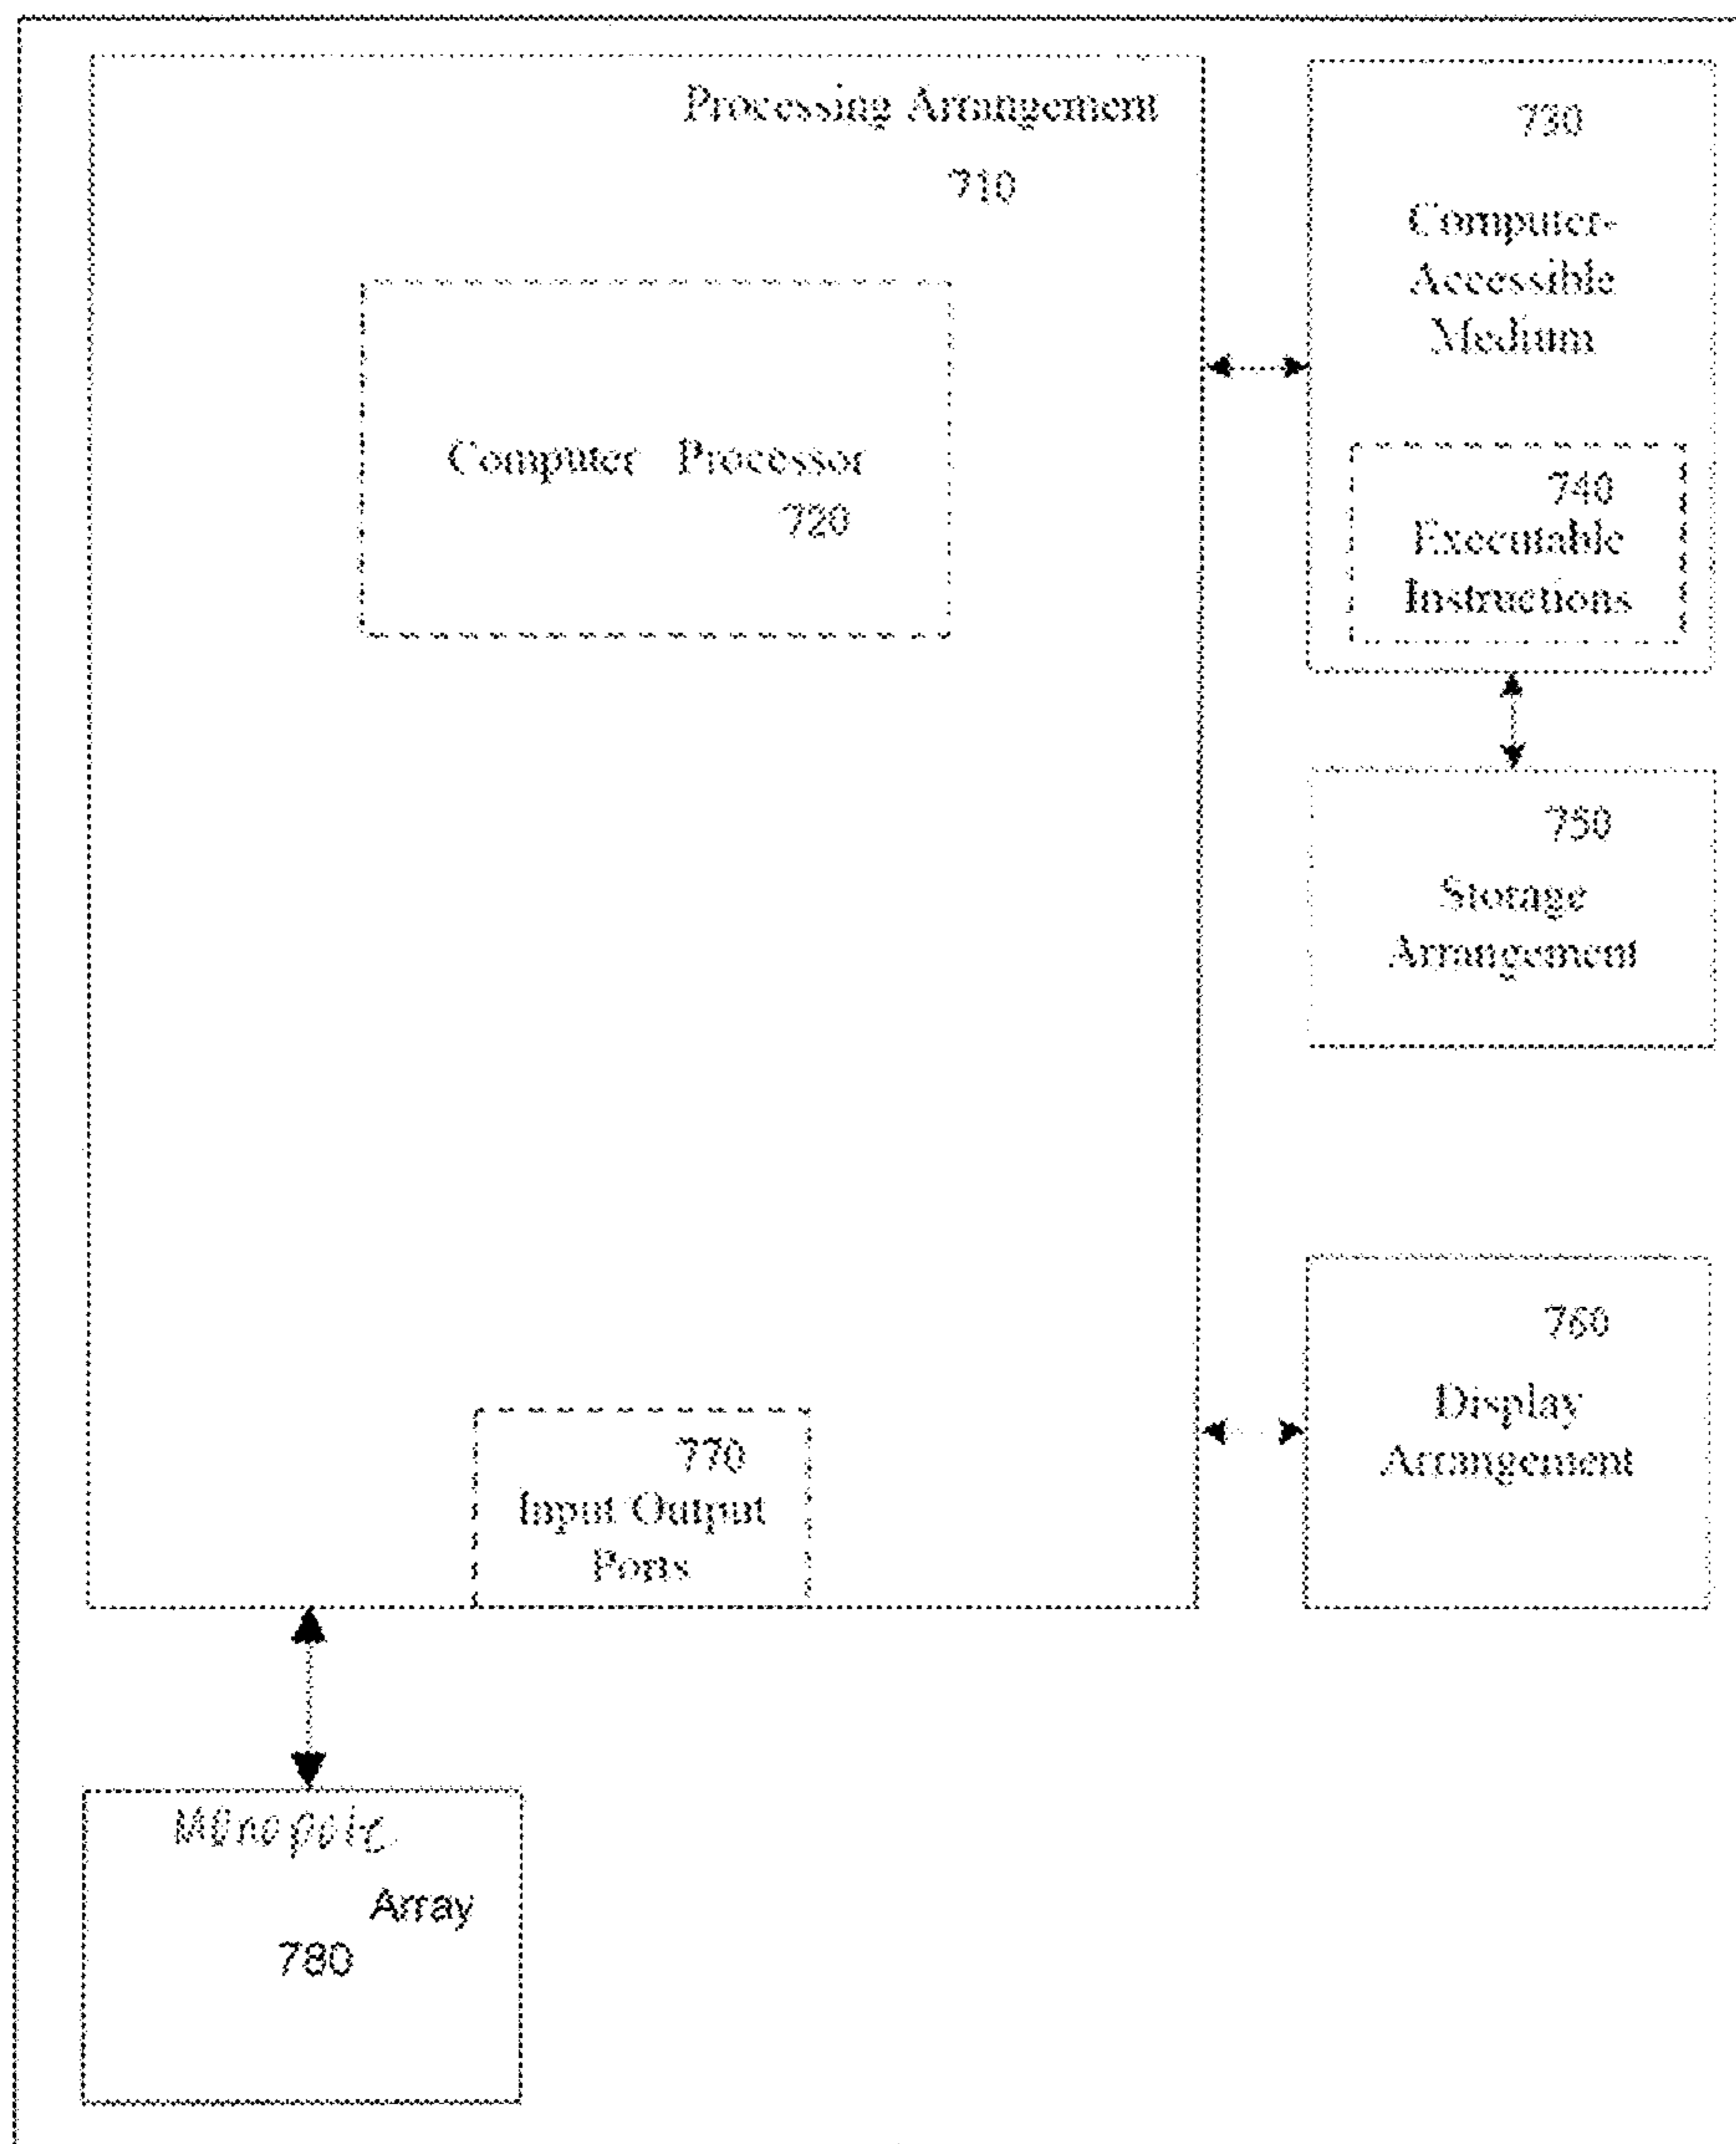 Processing Arrangement
710
Computer Processor
720
730
Computer-
Accessible
Medium
740
Executable
Instructions
750
Storage
Arrangement
760
Display
Arrangement
770
Input Output
Ports
Monopole
Array
780